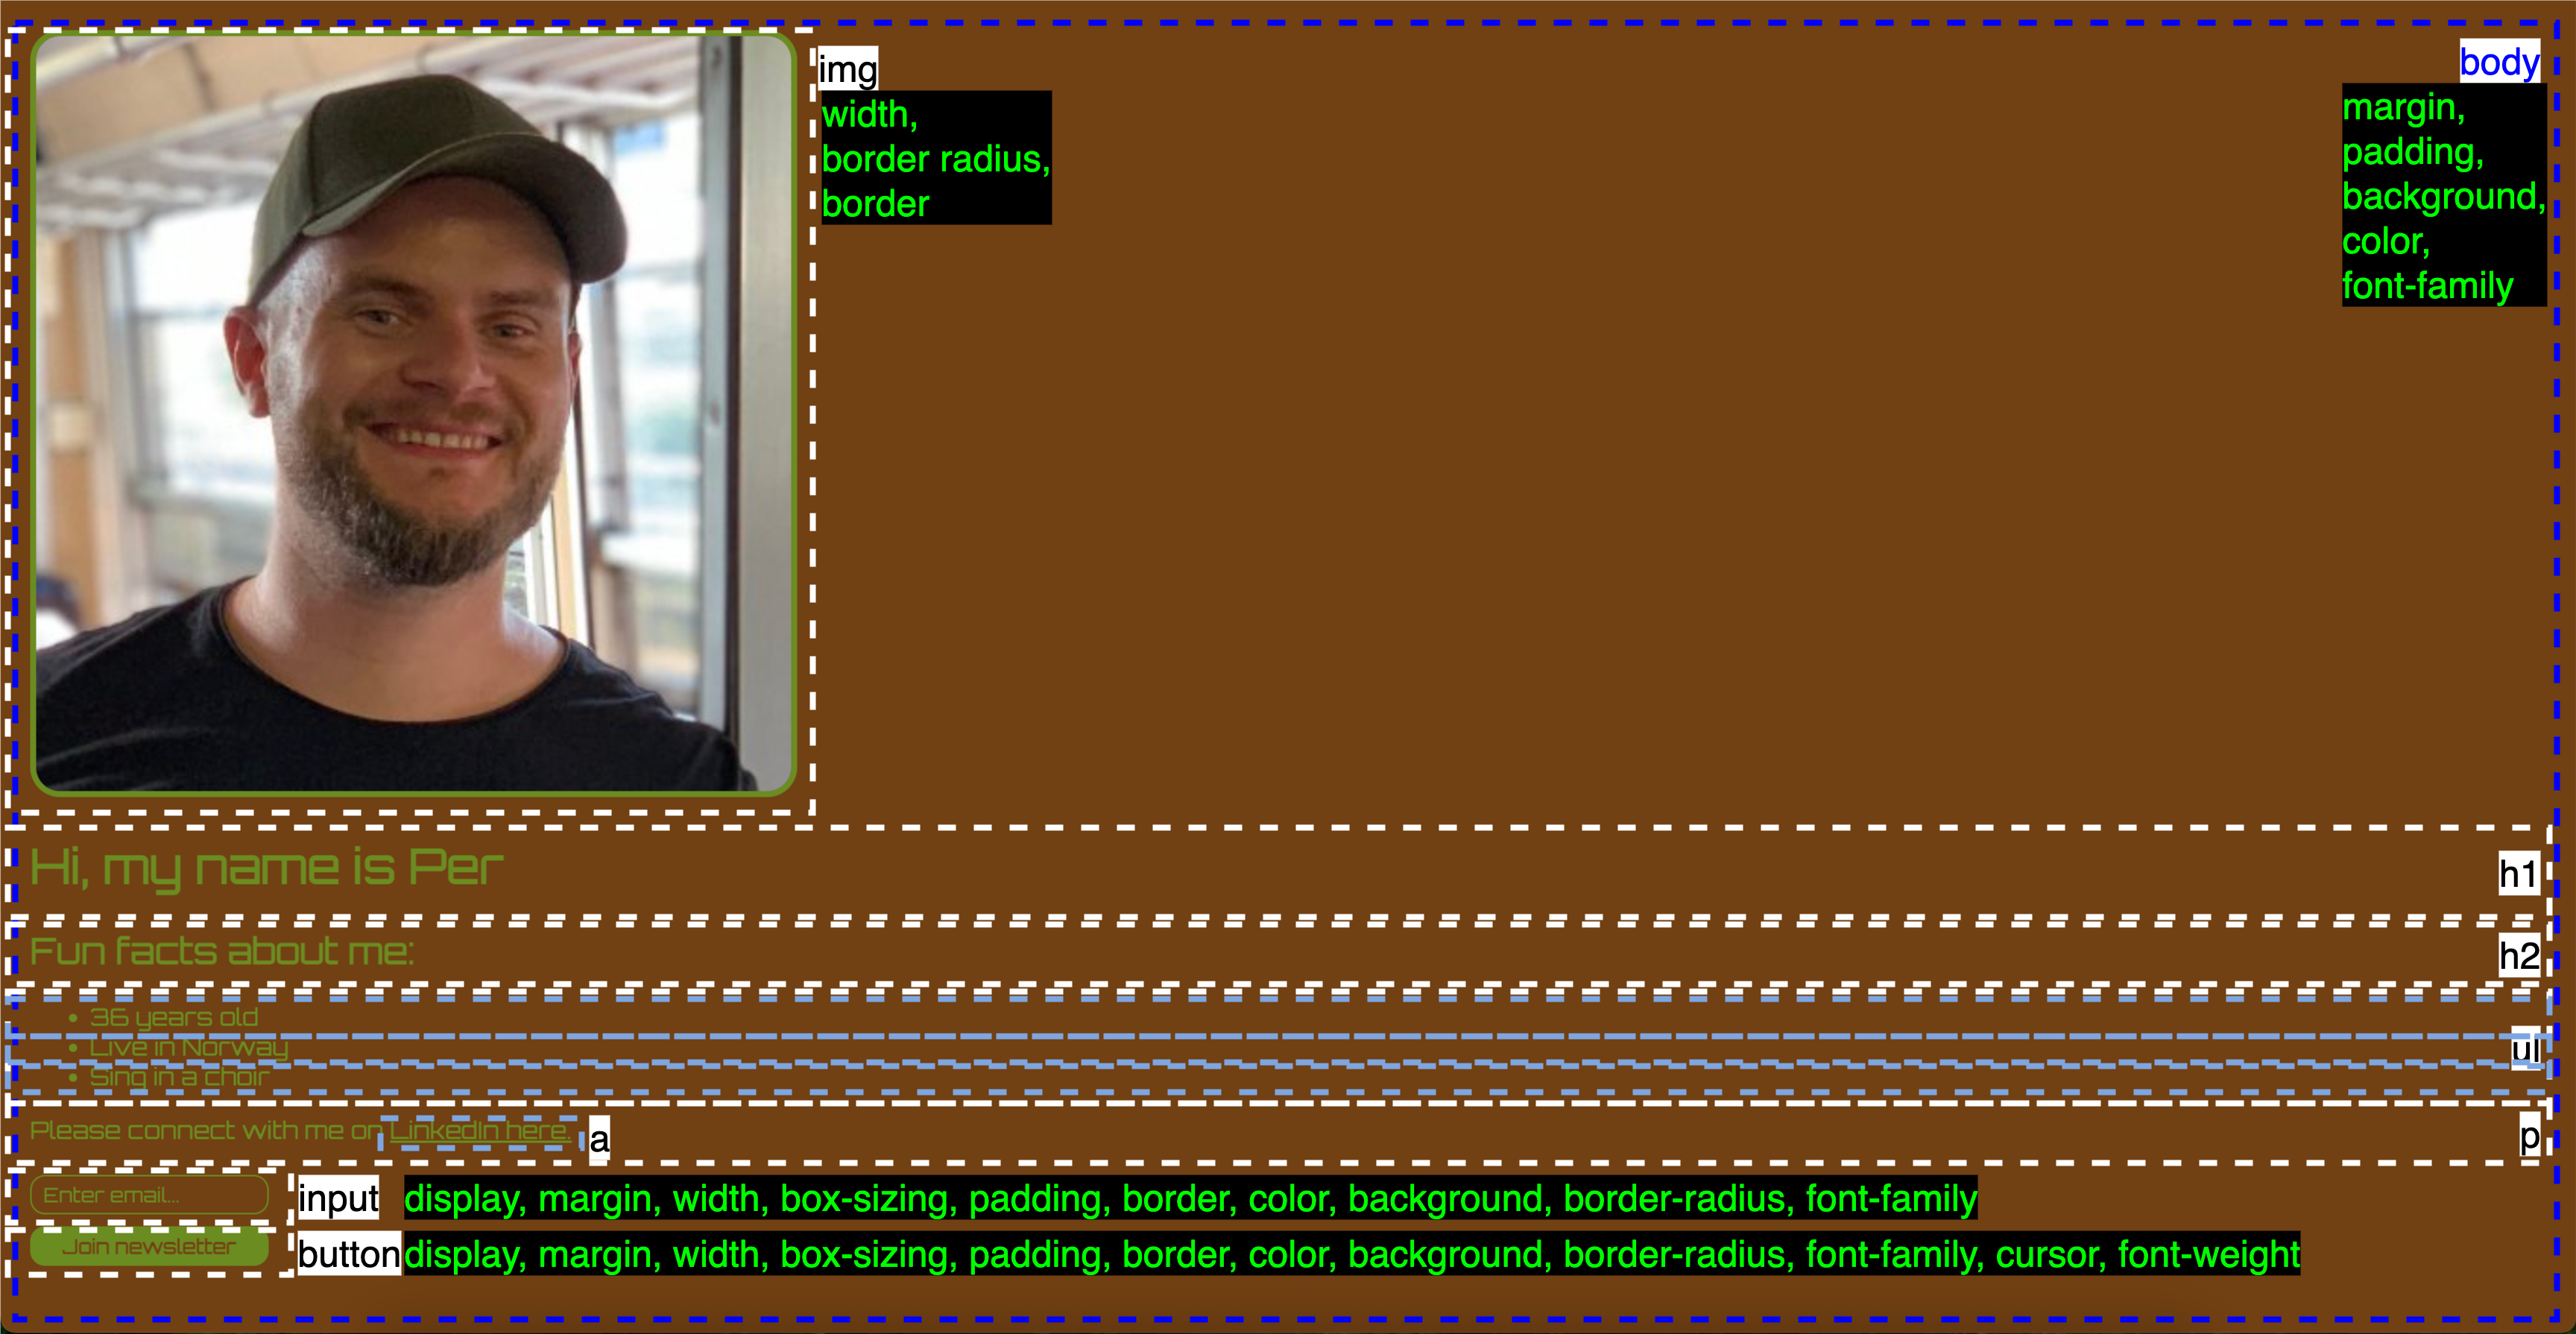 img
width,
border radius,
border
body
margin,
padding,
background,
color,
font-family
Hi, my name is Per
h1
Fun facts about me:
h2
• 36 years old
• Live in Norway
• Sing in a choir
ul
Please connect with me on LinkedIn here.
a
p
Enter email...
input
display, margin, width, box-sizing, padding, border, color, background, border-radius, font-family
Join newsletter
button
display, margin, width, box-sizing, padding, border, color, background, border-radius, font-family, cursor, font-weight